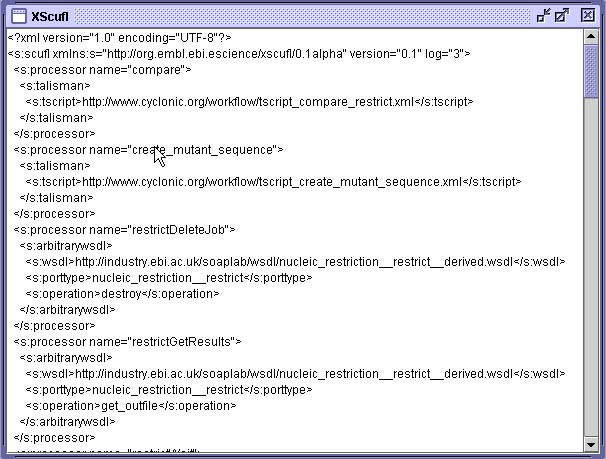 XScufl
<?xml version="1.0" encoding="UTF-8"?>
<s:scufl xmlns:s="http://org.embl.ebi.escience/xscufl/0.1alpha" version="0.1" log="3">
<s:processor name="compare">
<s:talisman>
<s:tscript>http://www.cyclonic.org/workflow/tscript_compare_restrict.xml</s:tscript>
</s:talisman>
</s:processor>
<s:processor name="create_mutant_sequence">
<s:talisman>
<s:tscript>http://www.cyclonic.org/workflow/tscript_create_mutant_sequence.xml</s:tscript>
</s:talisman>
</s:processor>
<s:processor name="restrictDeleteJob">
<s:arbitrarywsdl>
<s:wsdl>http://industry.ebi.ac.uk/soaplab/wsdl/nucleic_restriction__restrict__derived.wsdl</s:wsdl>
<s:porttype>nucleic_restriction__restrict</s:porttype>
<s:operation>destroy</s:operation>
</s:arbitrarywsdl>
</s:processor>
<s:processor name="restrictGetResults">
<s:arbitrarywsdl>
<s:wsdl>http://industry.ebi.ac.uk/soaplab/wsdl/nucleic_restriction__restrict__derived.wsdl</s:wsdl>
<s:porttype>nucleic_restriction__restrict</s:porttype>
<s:operation>get_outfile</s:operation>
</s:arbitrarywsdl>
</s:processor>